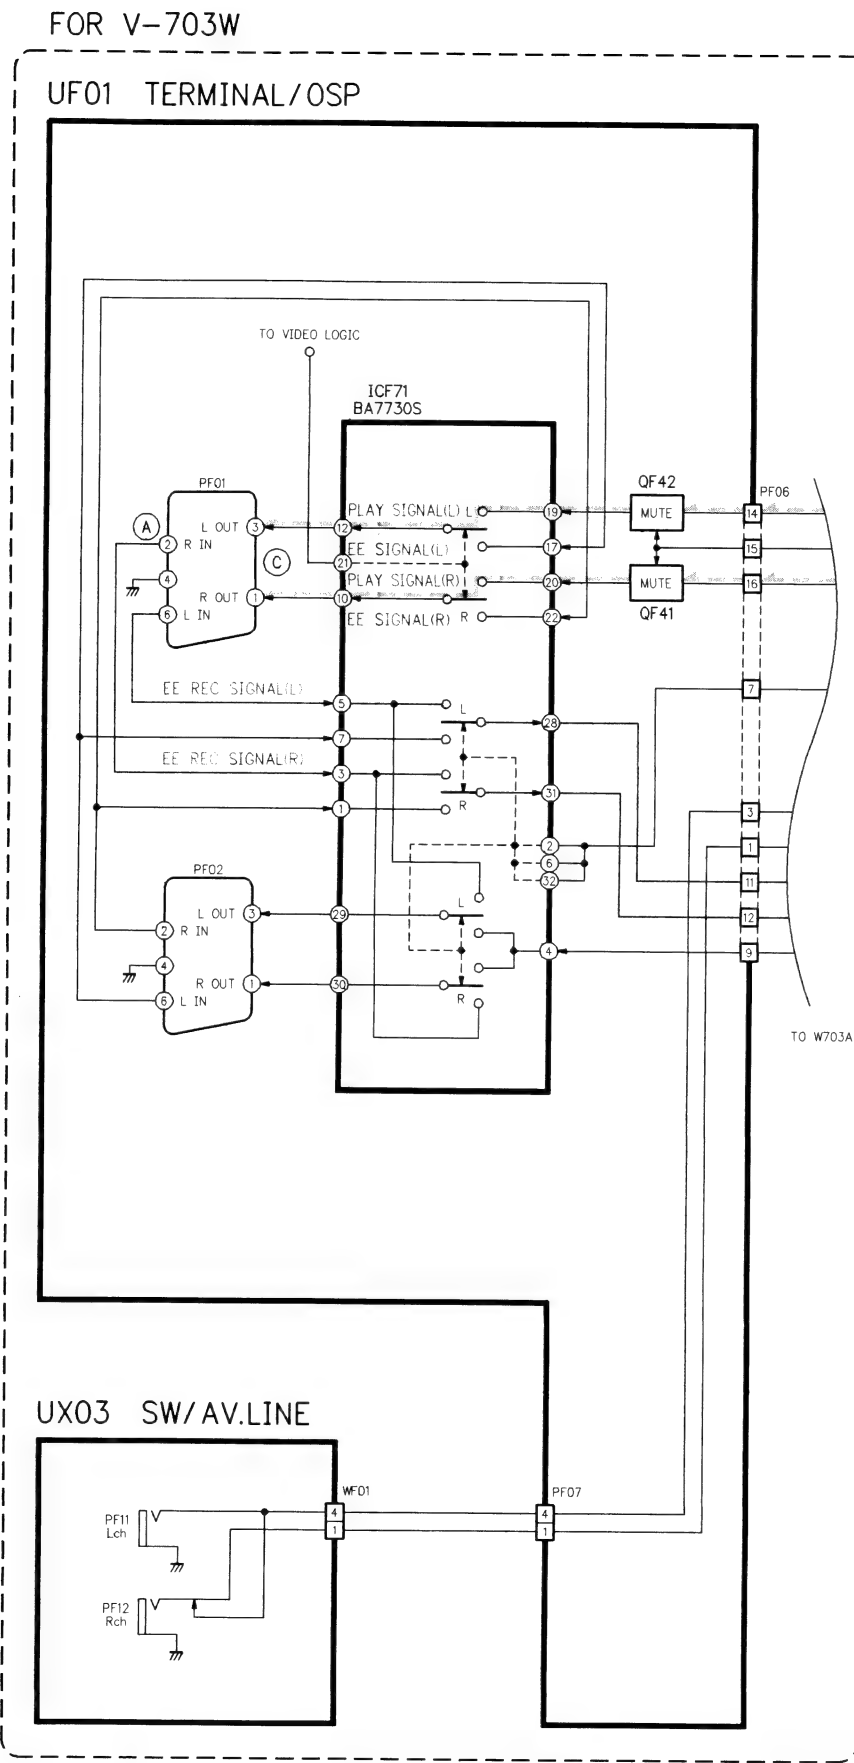 FOR V-703W
UF01 TERMINAL/OSP
TO VIDEO LOGIC
ICF71
BA7730S
PF01
A
L OUT 3
2 R IN
C
4
R OUT 1
6 L IN
PLAY SIGNAL(L) L
12
EE SIGNAL(L)
21
PLAY SIGNAL(R)
10
EE SIGNAL(R) R
19
17
20
22
QF42
MUTE
MUTE
QF41
PF06
14
15
16
7
3
1
11
12
9
EE REC SIGNAL(L)
5
L
28
7
EE REC SIGNAL(R)
3
31
1
R
2
6
32
PF02
L OUT 3
2 R IN
4
R OUT 1
6 L IN
29
L
4
30
R
TO W703A
UX03 SW/AV.LINE
WF01
4
1
PF07
4
1
PF11
Lch
PF12
Rch